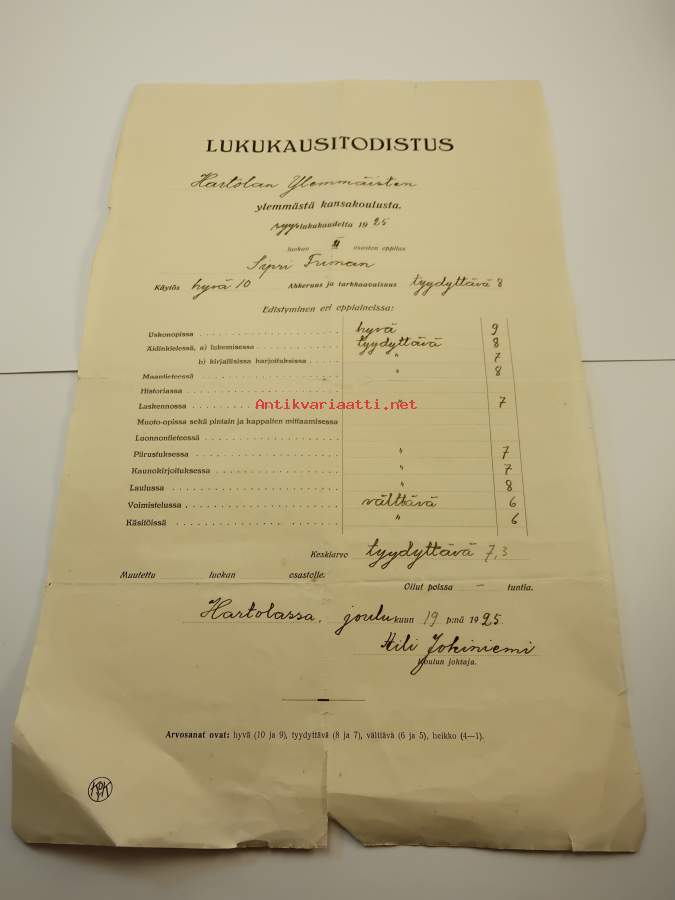 LUKUKAUSITODISTUS
Hartolan Ylemmäisten
ylemmästä kansakoulusta.
syyslukukaudelta 1925
luokan II osaston oppilas
Sipri Friman
Käytös hyvä 10 Ahkeruus ja tarkkaavaisuus tyydyttävä 8
Edistyminen eri oppiaineissa:
Uskonopissa hyvä 9
Äidinkielessä, a) lukemisessa tyydyttävä 8
b) kirjallisissa harjoituksissa " 7
Maantieteessä " 8
Historiassa
Laskennossa " 7
Antikvariaatti.net
Muoto-opissa sekä pintain ja kappalten mittaamisessa
Luonnontieteessä
Piirustuksessa " 7
Kaunokirjoituksessa " 7
Laulussa " 8
Voimistelussa välttävä 6
Käsitöissä " 6
Keskiarvo tyydyttävä 7,3
Muutettu luokan osastolle. Ollut poissa — tuntia.
Hartolassa, joulukuun 19 p:nä 1925.
Hili Jokiniemi
Koulun johtaja.
Arvosanat ovat: hyvä (10 ja 9), tyydyttävä (8 ja 7), välttävä (6 ja 5), heikko (4—1).